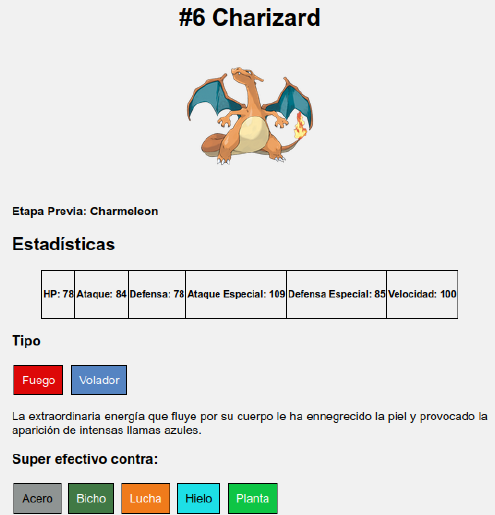 #6 Charizard
Etapa Previa: Charmeleon
Estadísticas
HP: 78 Ataque: 84 Defensa: 78 Ataque Especial: 109 Defensa Especial: 85 Velocidad: 100
Tipo
Fuego Volador
La extraordinaria energía que fluye por su cuerpo le ha ennegrecido la piel y provocado la
aparición de intensas llamas azules.
Super efectivo contra:
Acero Bicho Lucha Hielo Planta